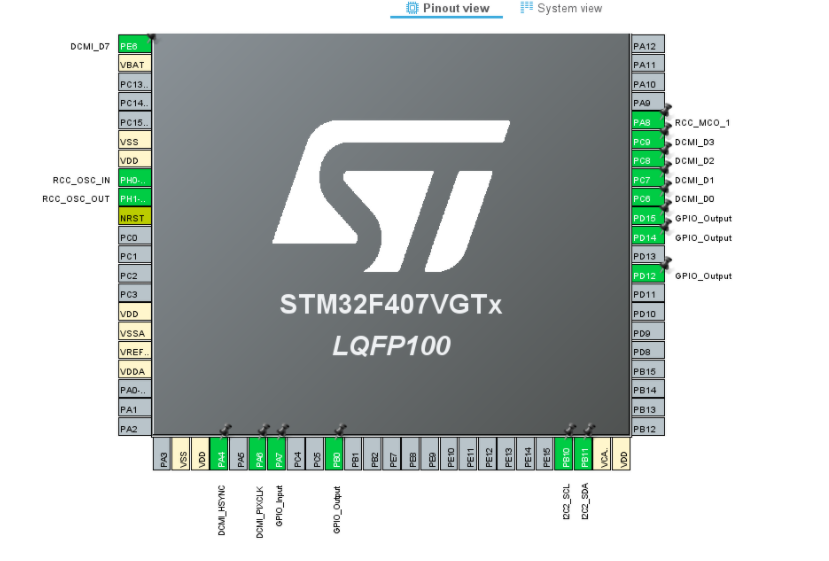 Pinout view
System view
DCMI_D7 PE6
VBAT
PC13..
PC14..
PC15..
VSS
VDD
RCC_OSC_IN PH0-..
RCC_OSC_OUT PH1-..
NRST
PC0
PC1
PC2
PC3
VDD
VSSA
VREF..
VDDA
PA0-..
PA1
PA2
STM32F407VGTx
LQFP100
PA12
PA11
PA10
PA9
PA8 RCC_MCO_1
PC9 DCMI_D3
PC8 DCMI_D2
PC7 DCMI_D1
PC6 DCMI_D0
PD15 GPIO_Output
PD14 GPIO_Output
PD13
PD12 GPIO_Output
PD11
PD10
PD9
PD8
PB15
PB14
PB13
PB12
PA3
VSS
VDD
PA4 DCMI_HSYNC
PA5
PA6 DCMI_PIXCLK
PA7 GPIO_Input
PC4
PC5
PB0 GPIO_Output
PB1
PB2
PE7
PE8
PE9
PE10
PE11
PE12
PE13
PE14
PE15
PB10 I2C2_SCL
PB11 I2C2_SDA
VCA..
VDD